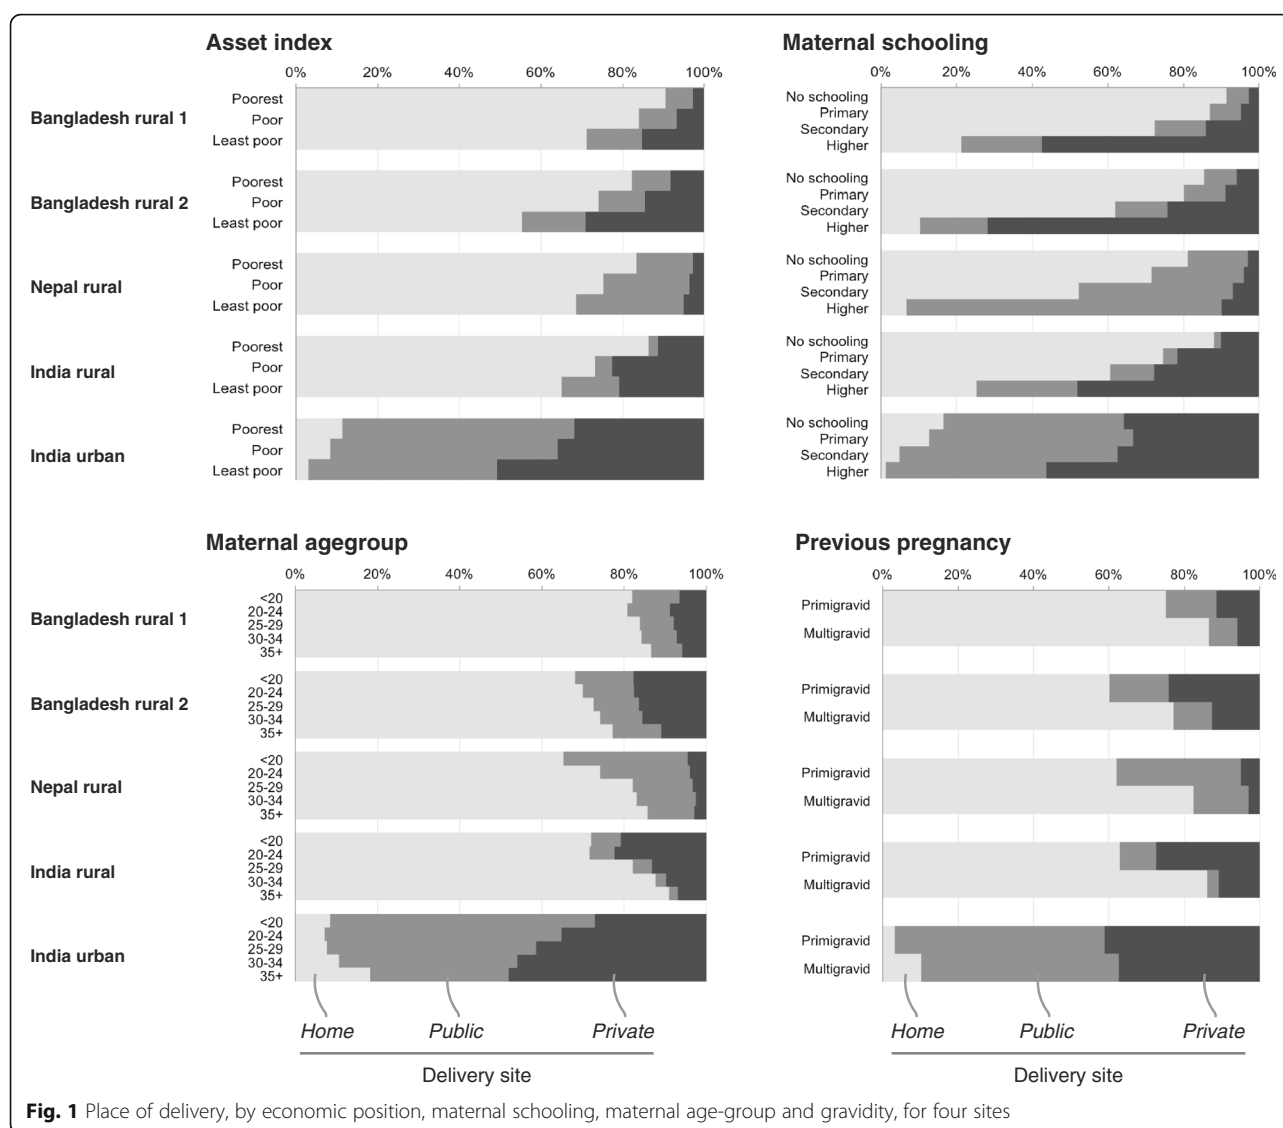 Asset index
0% 20% 40% 60% 80% 100%
Bangladesh rural 1
Poorest
Poor
Least poor
Bangladesh rural 2
Poorest
Poor
Least poor
Nepal rural
Poorest
Poor
Least poor
India rural
Poorest
Poor
Least poor
India urban
Poorest
Poor
Least poor
Maternal schooling
0% 20% 40% 60% 80% 100%
No schooling
Primary
Secondary
Higher
No schooling
Primary
Secondary
Higher
No schooling
Primary
Secondary
Higher
No schooling
Primary
Secondary
Higher
No schooling
Primary
Secondary
Higher
Maternal agegroup
0% 20% 40% 60% 80% 100%
Bangladesh rural 1
<20
20-24
25-29
30-34
35+
Bangladesh rural 2
<20
20-24
25-29
30-34
35+
Nepal rural
<20
20-24
25-29
30-34
35+
India rural
<20
20-24
25-29
30-34
35+
India urban
<20
20-24
25-29
30-34
35+
Home Public Private
Delivery site
Previous pregnancy
0% 20% 40% 60% 80% 100%
Primigravid
Multigravid
Primigravid
Multigravid
Primigravid
Multigravid
Primigravid
Multigravid
Primigravid
Multigravid
Home Public Private
Delivery site
Fig. 1 Place of delivery, by economic position, maternal schooling, maternal age-group and gravidity, for four sites